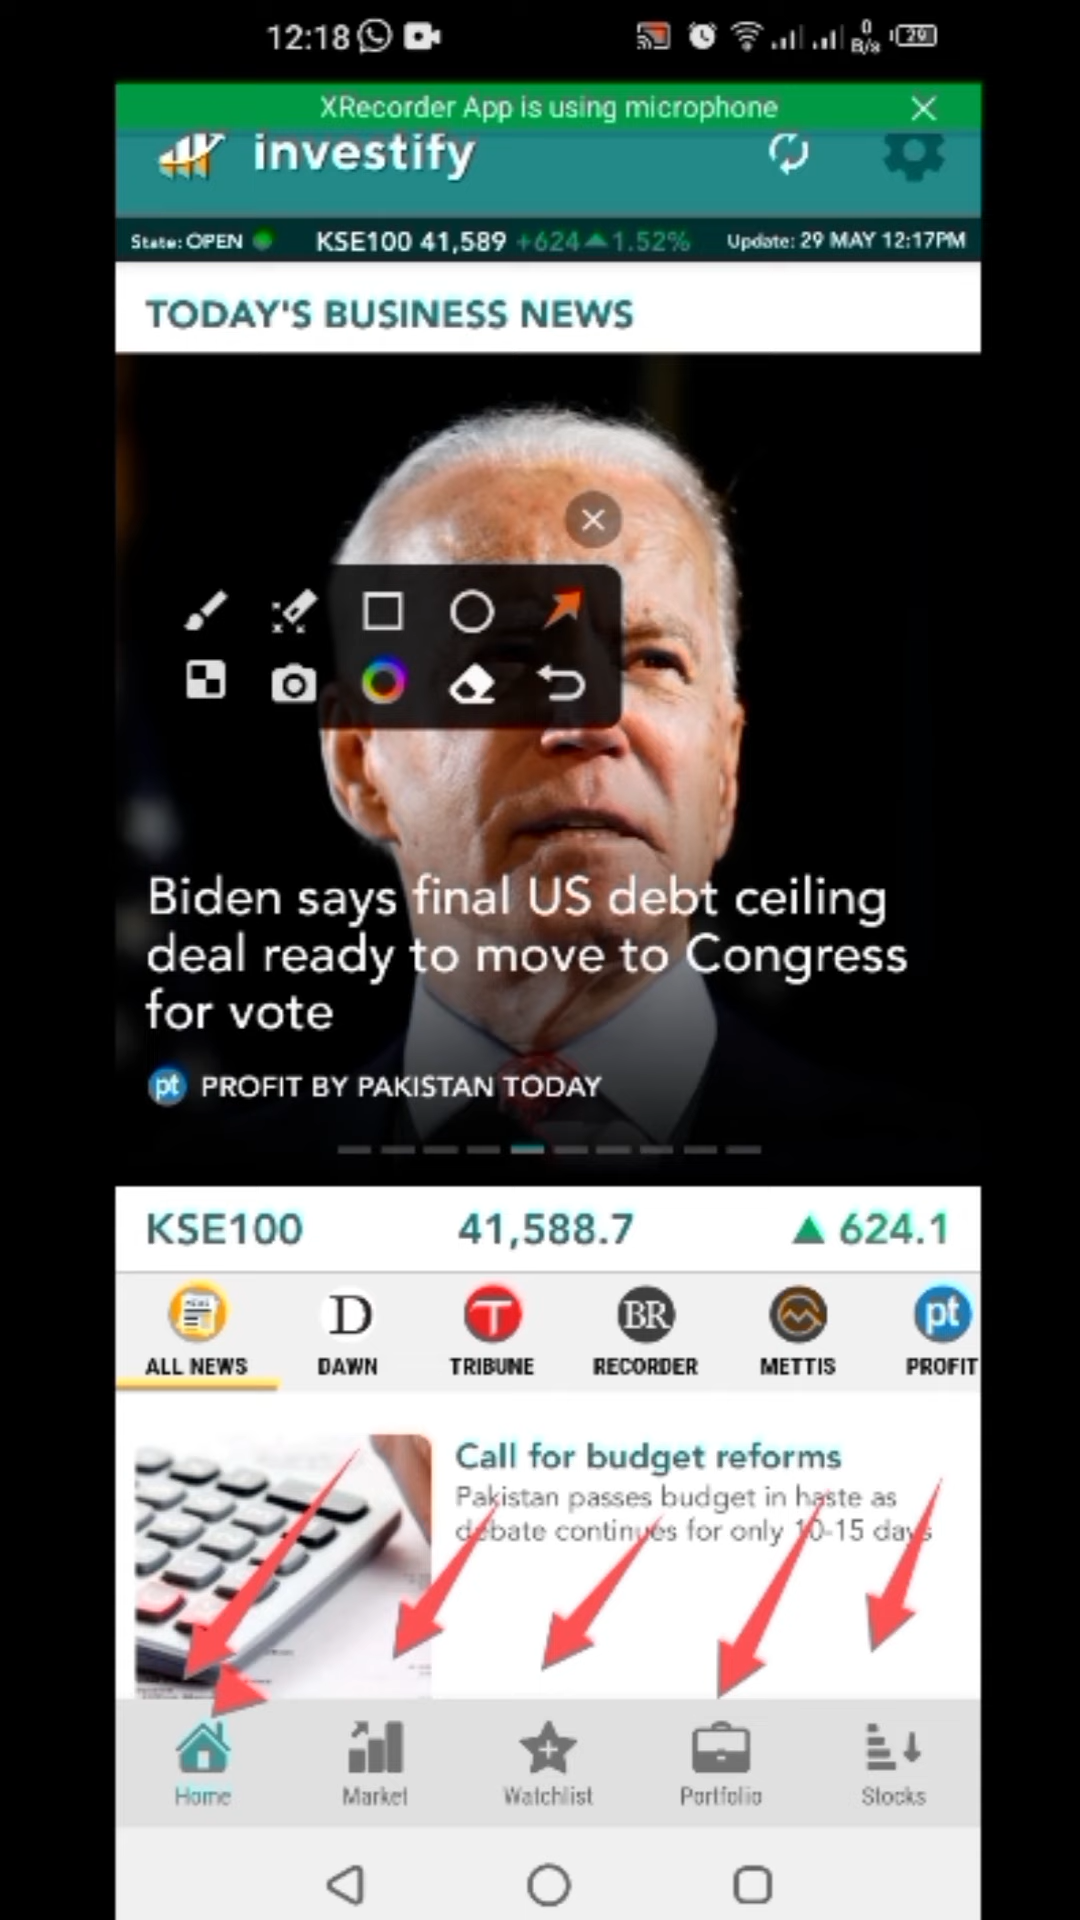 12:18
0
B/s
29
XRecorder App is using microphone
investify
State: OPEN KSE100 41,589 +624 ▲ 1.52% Update: 29 MAY 12:17PM
TODAY'S BUSINESS NEWS
Biden says final US debt ceiling
deal ready to move to Congress
for vote
pt PROFIT BY PAKISTAN TODAY
KSE100 41,588.7 ▲ 624.1
D T BR pt
ALL NEWS DAWN TRIBUNE RECORDER METTIS PROFIT
Call for budget reforms
Pakistan passes budget in haste as
debate continues for only 10-15 days
Home Market Watchlist Portfolio Stocks